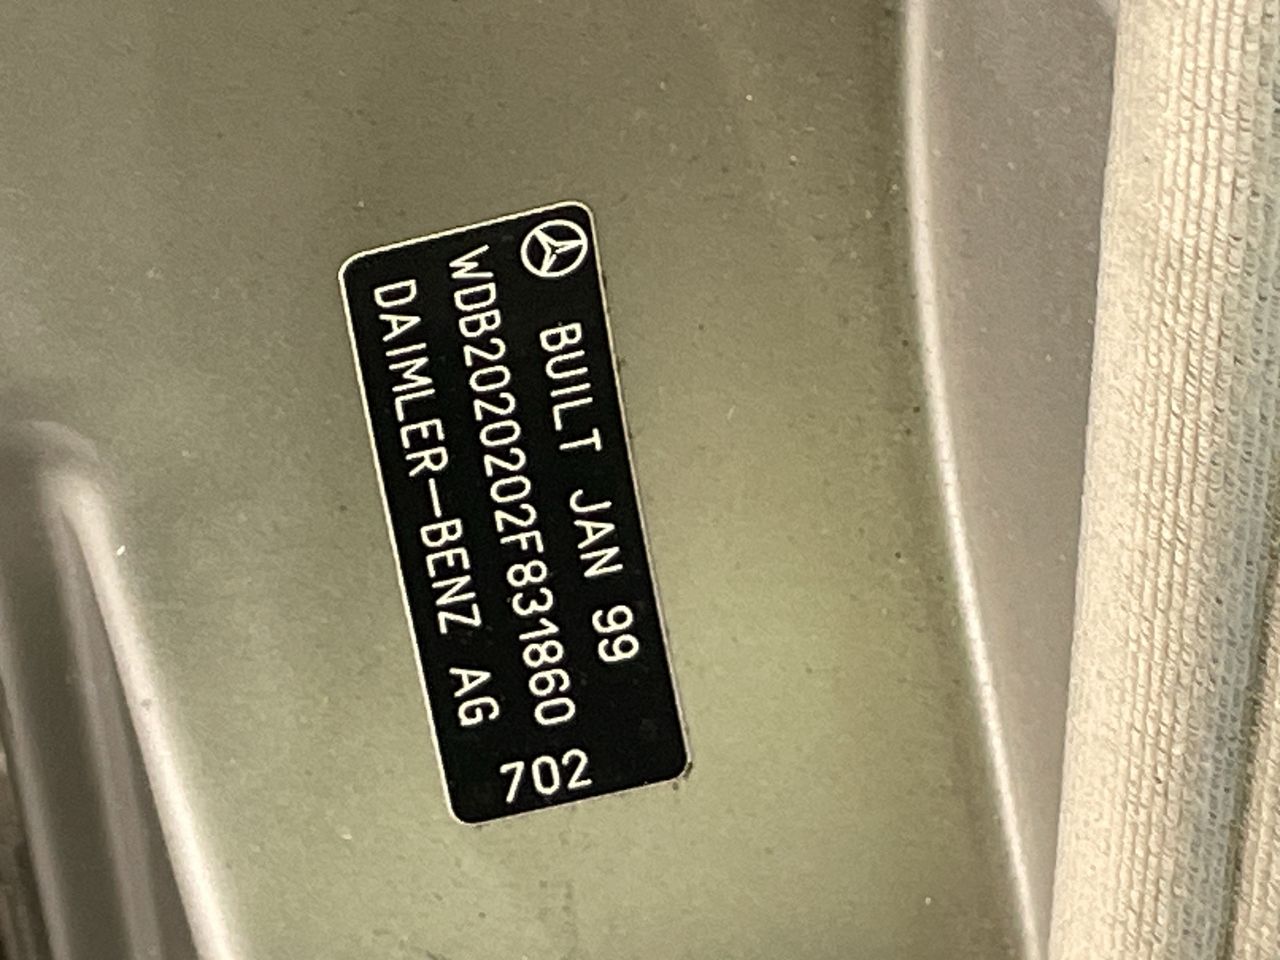 BUILT JAN 99
WDB2020202F831860
DAIMLER-BENZ AG
702